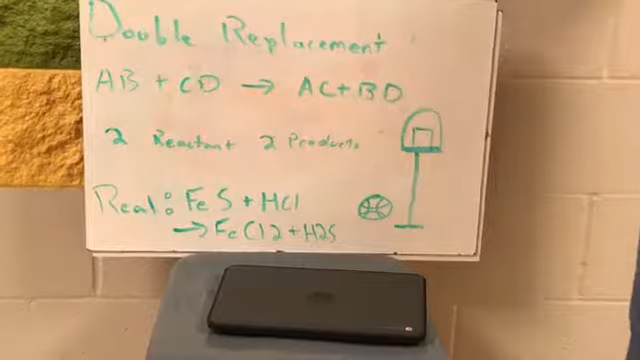 Double Replacement
AB + CD → AC+BD
2 Reactant 2 Products
Real: FeS + HCl
→ FeCl2 + H2S